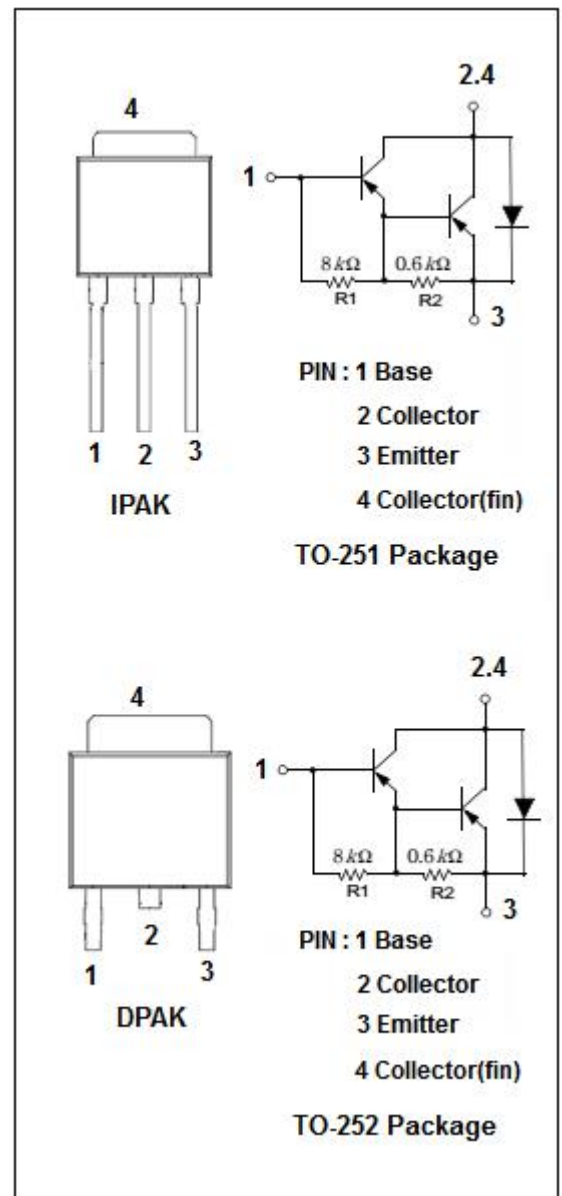 4
2.4
1
8 kΩ 0.6 kΩ
R1 R2
3
1 2 3
IPAK
PIN : 1 Base
2 Collector
3 Emitter
4 Collector(fin)
TO-251 Package
4
2.4
1
8 kΩ 0.6 kΩ
R1 R2
3
1 2 3
DPAK
PIN : 1 Base
2 Collector
3 Emitter
4 Collector(fin)
TO-252 Package